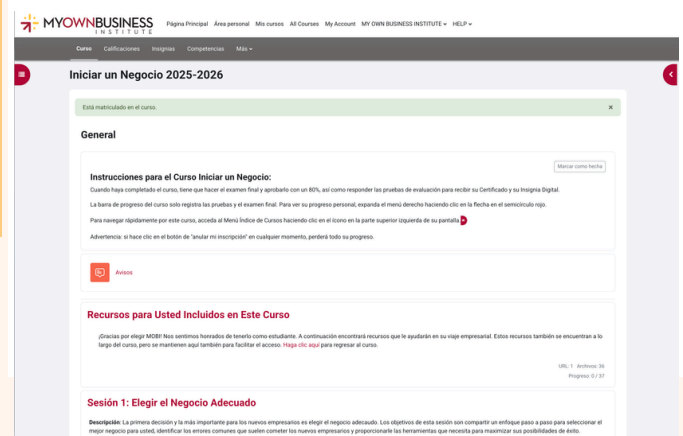 MYOWNBUSINESS
INSTITUTE
Página Principal Área personal Mis cursos All Courses My Account MY OWN BUSINESS INSTITUTE HELP
Curso Calificaciones Insignias Competencias Más
Iniciar un Negocio 2025-2026
Está matriculado en el curso. ×
General
Marcar como hecha
Instrucciones para el Curso Iniciar un Negocio:
Cuando haya completado el curso, tiene que hacer el examen final y aprobarlo con un 80%, así como responder las pruebas de evaluación para recibir su Certificado y su Insignia Digital.
La barra de progreso del curso solo registra las pruebas y el examen final. Para ver su progreso personal, expanda el menú derecho haciendo clic en la flecha en el semicírculo rojo.
Para navegar rápidamente por este curso, acceda al Menú Índice de Cursos haciendo clic en el ícono en la parte superior izquierda de su pantalla
Advertencia: si hace clic en el botón de "anular mi inscripción" en cualquier momento, perderá todo su progreso.
Avisos
Recursos para Usted Incluidos en Este Curso
¡Gracias por elegir MOBI! Nos sentimos honrados de tenerlo como estudiante. A continuación encontrará recursos que le ayudarán en su viaje empresarial. Estos recursos también se encuentran a lo
largo del curso, pero se mantienen aquí también para facilitar el acceso. Haga clic aquí para regresar al curso.
URL: 1 Archivos: 36
Progreso: 0 / 37
Sesión 1: Elegir el Negocio Adecuado
Descripción: La primera decisión y la más importante para los nuevos empresarios es elegir el negocio adecuado. Los objetivos de esta sesión son compartir un enfoque paso a paso para seleccionar el
mejor negocio para usted, identificar los errores comunes que suelen cometer los nuevos empresarios y proporcionarle las herramientas que necesita para maximizar sus posibilidades de éxito.